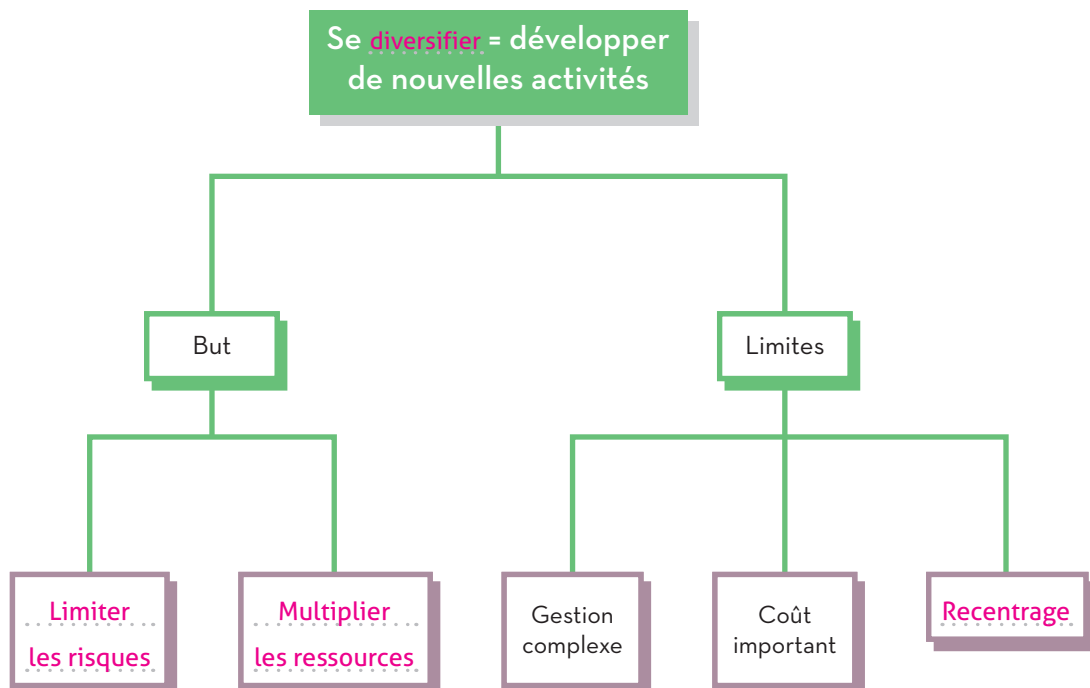 Se diversifier = développer
de nouvelles activités
But
Limites
Limiter
les risques
Multiplier
les ressources
Gestion
complexe
Coût
important
Recentrage